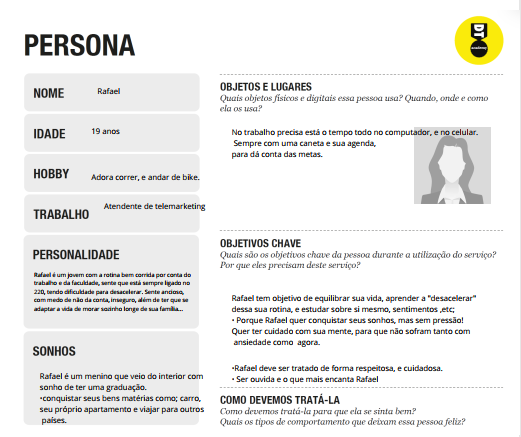 PERSONA
DT
academy
NOME
Rafael
IDADE
19 anos
HOBBY
Adora correr, e andar de bike.
TRABALHO
Atendente de telemarketing
PERSONALIDADE
Rafael é um jovem com a rotina bem corrida por conta do
trabalho e da faculdade, sente que está sempre ligado no
220, tendo dificuldade para desacelerar. Sente ancioso,
com medo de não da conta, inseguro, além de ter que se
adaptar a vida de morar sozinho longe de sua familia...
SONHOS
Rafael é um menino que veio do interior com
sonho de ter uma graduação.
•conquistar seus bens matérias como; carro,
seu próprio apartamento e viajar para outros
países.
OBJETOS E LUGARES
Quais objetos físicos e digitais essa pessoa usa? Quando, onde e como
ela os usa?
No trabalho precisa está o tempo todo no computador, e no celular.
Sempre com uma caneta e sua agenda,
para dá conta das metas.
OBJETIVOS CHAVE
Quais são os objetivos chave da pessoa durante a utilização do serviço?
Por que eles precisam deste serviço?
Rafael tem objetivo de equilibrar sua vida, aprender a "desacelerar"
dessa sua rotina, e estudar sobre si mesmo, sentimentos ,etc;
• Porque Rafael quer conquistar seus sonhos, mas sem pressão!
Quer ter cuidado com sua mente, para que não sofram tanto com
ansiedade como agora.
•Rafael deve ser tratado de forma respeitosa, e cuidadosa.
• Ser ouvida e o que mais encanta Rafael
COMO DEVEMOS TRATÁ-LA
Como devemos tratá-la para que ela se sinta bem?
Quais os tipos de comportamento que deixam essa pessoa feliz?